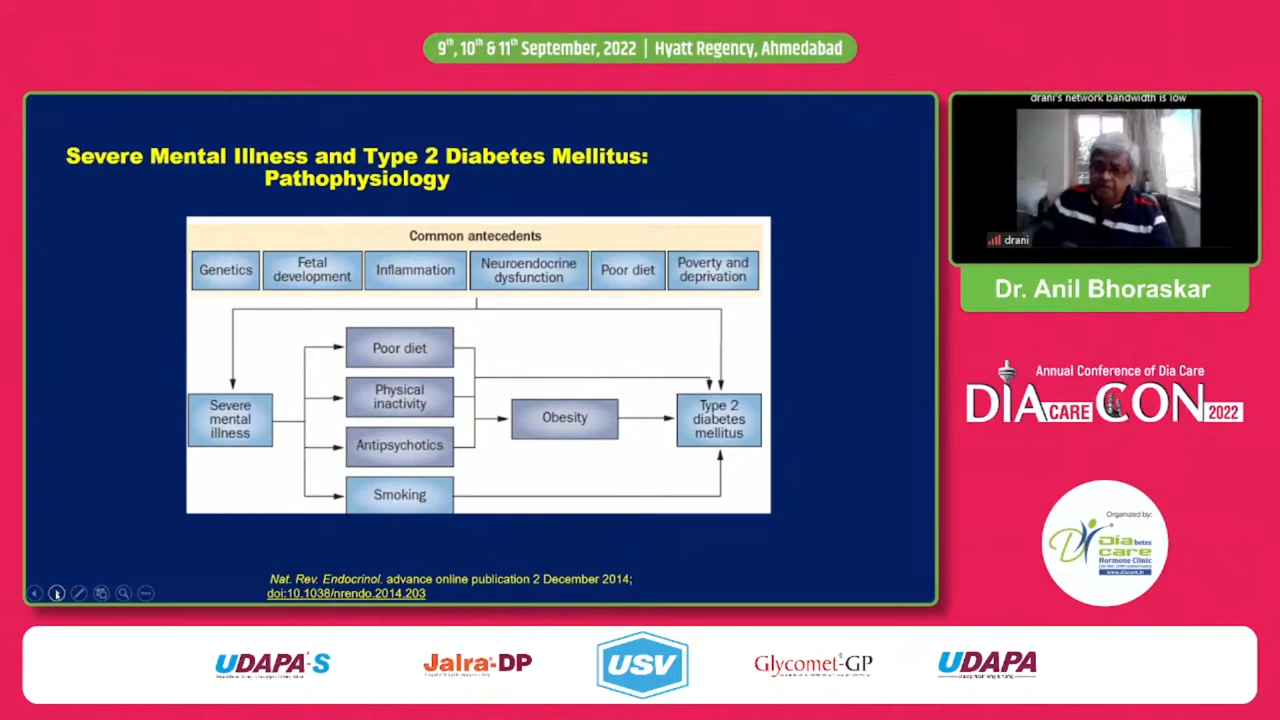 9th, 10th & 11th September, 2022 | Hyatt Regency, Ahmedabad
Severe Mental Illness and Type 2 Diabetes Mellitus:
Pathophysiology
Common antecedents
Genetics
Fetal
development
Inflammation
Neuroendocrine
dysfunction
Poor diet
Poverty and
deprivation
Poor diet
Physical
inactivity
Antipsychotics
Smoking
Severe
mental
illness
Obesity
Type 2
diabetes
mellitus
Nat. Rev. Endocrinol. advance online publication 2 December 2014;
doi:10.1038/nrendo.2014.203
drani's network bandwidth is low
drani
Dr. Anil Bhoraskar
Annual Conference of Dia Care
DIACARE CON 2022
Organized by:
Diabetes
care
Hormone Clinic
www.diacare.in
UDAPA-S
Jalra-DP
USV
Glycomet®-GP
UDAPA